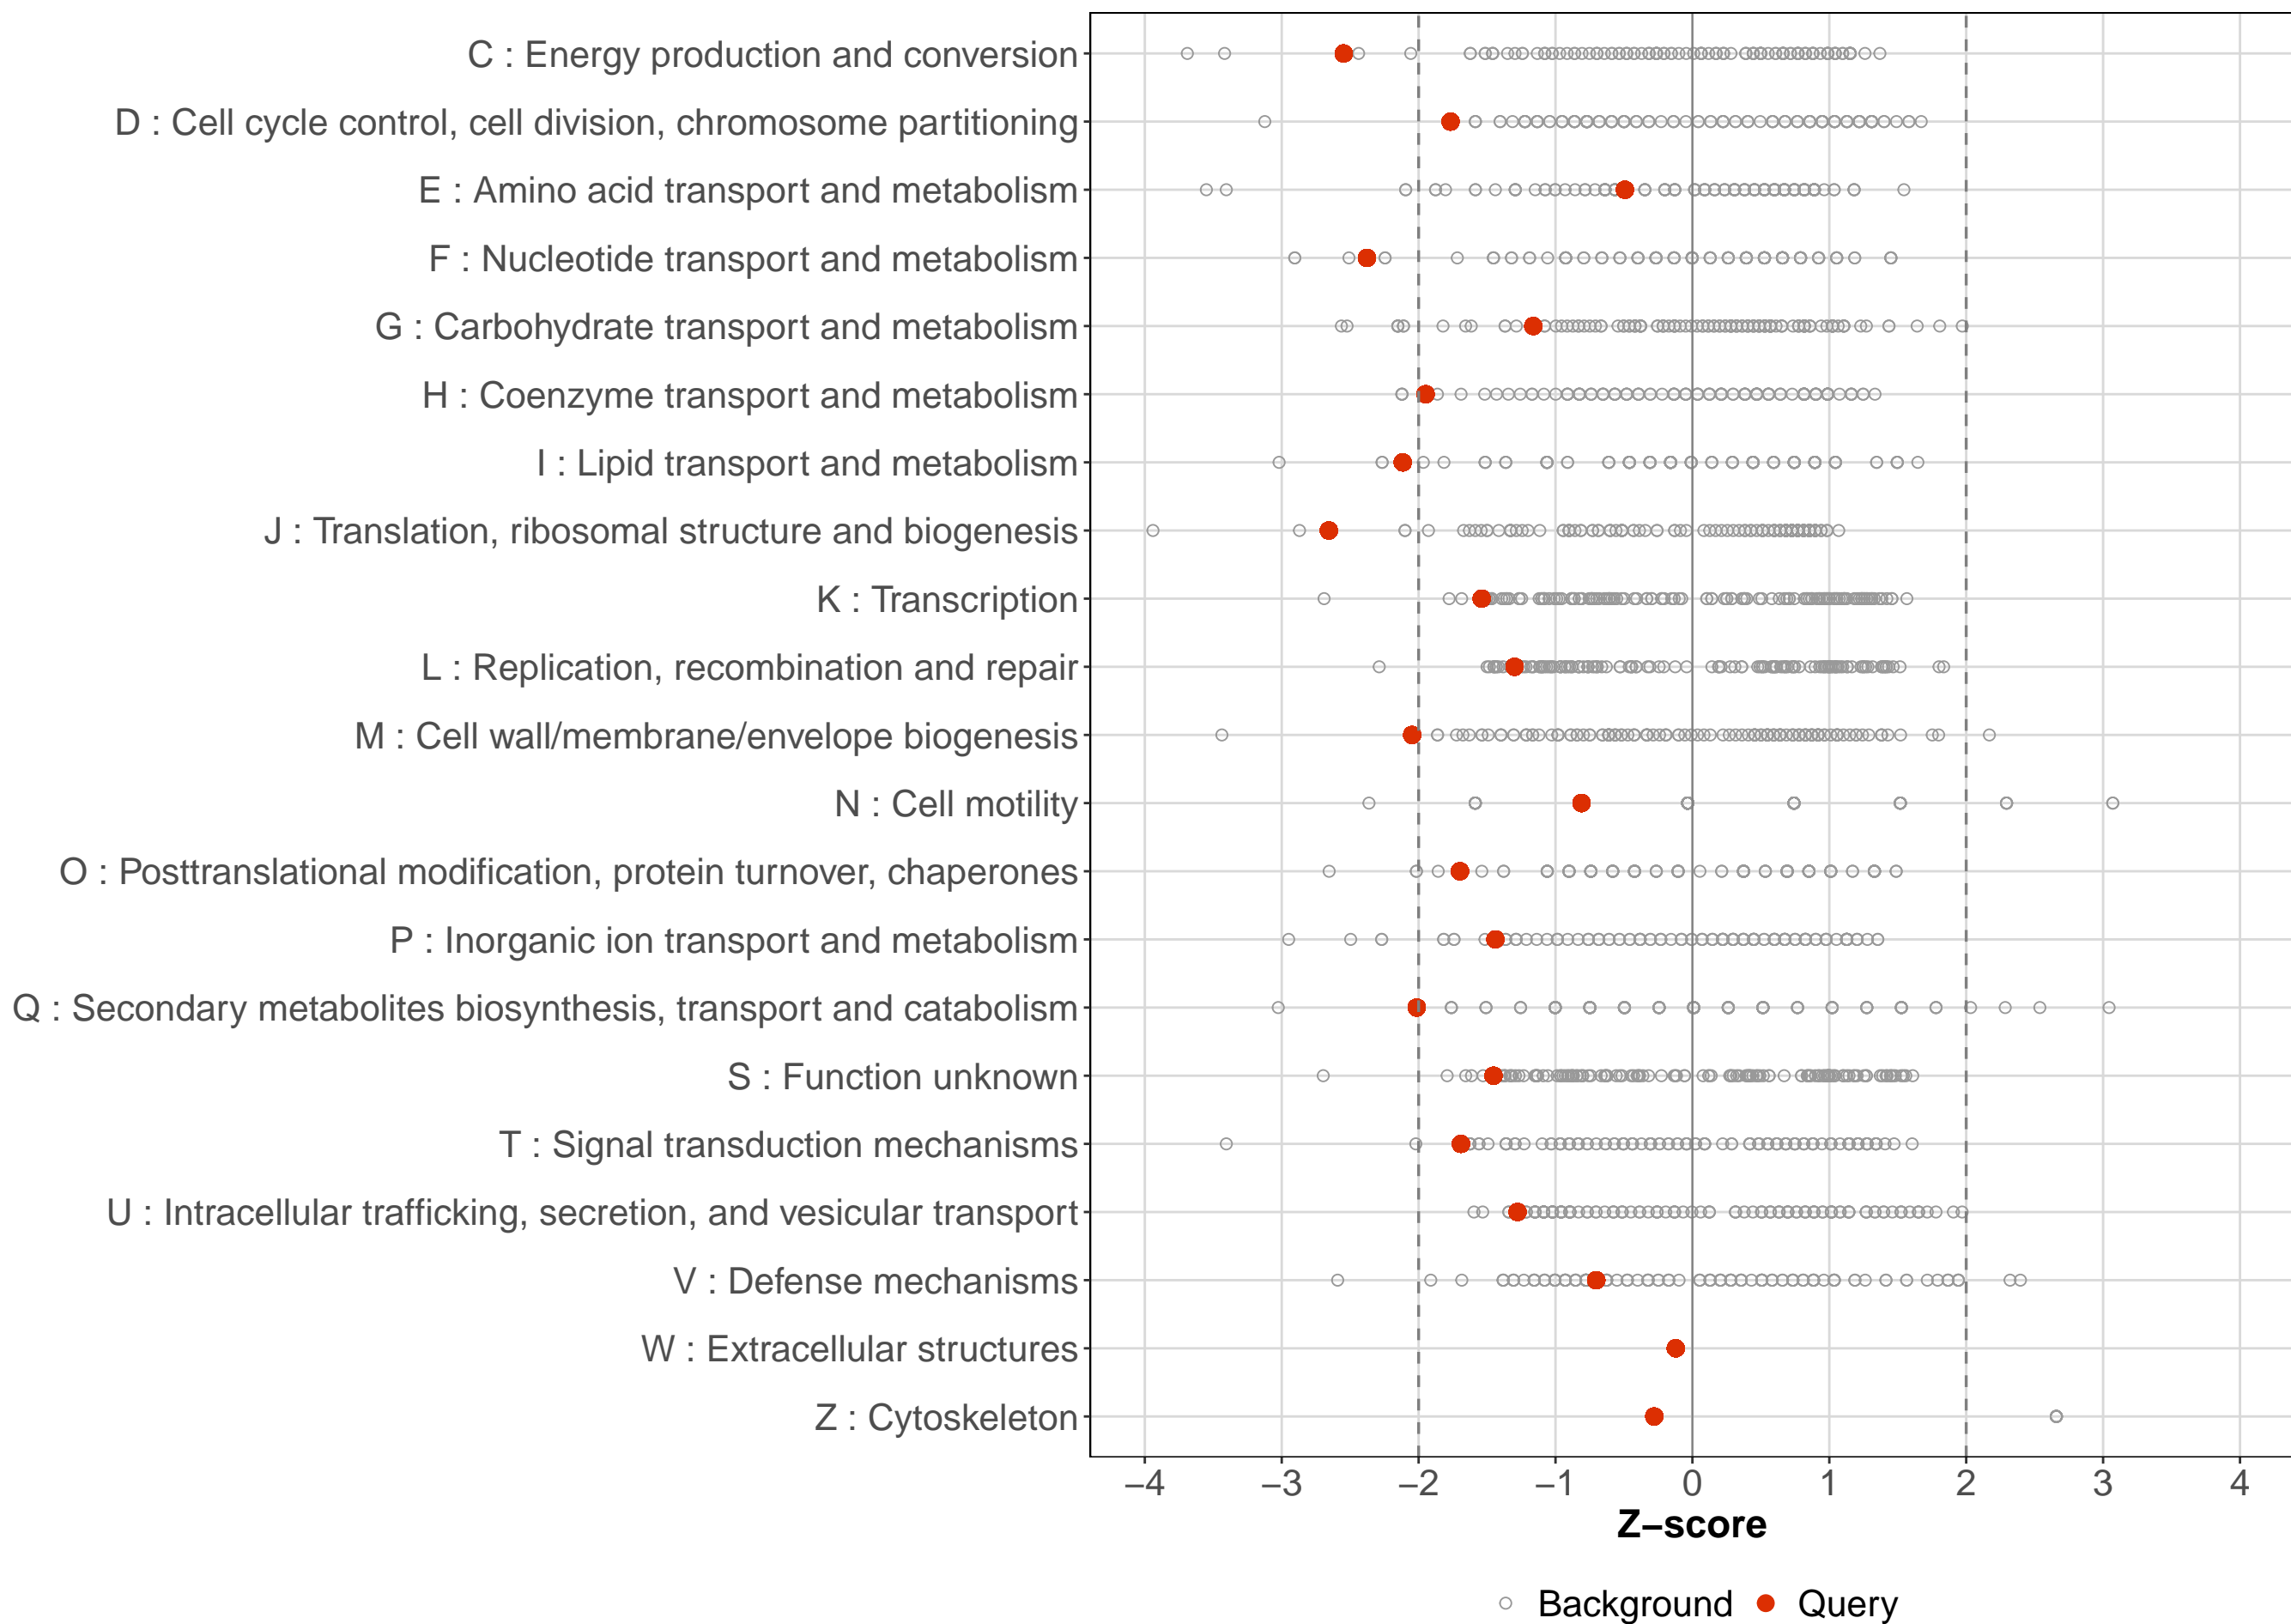 C : Energy production and conversion
D : Cell cycle control, cell division, chromosome partitioning
E : Amino acid transport and metabolism
F : Nucleotide transport and metabolism
G : Carbohydrate transport and metabolism
H : Coenzyme transport and metabolism
I : Lipid transport and metabolism
J : Translation, ribosomal structure and biogenesis
K : Transcription
L : Replication, recombination and repair
M : Cell wall/membrane/envelope biogenesis
N : Cell motility
O : Posttranslational modification, protein turnover, chaperones
P : Inorganic ion transport and metabolism
Q : Secondary metabolites biosynthesis, transport and catabolism
S : Function unknown
T : Signal transduction mechanisms
U : Intracellular trafficking, secretion, and vesicular transport
V : Defense mechanisms
W : Extracellular structures
Z : Cytoskeleton
−4 −3 −2 −1 0 1 2 3 4
Z−score
Background Query